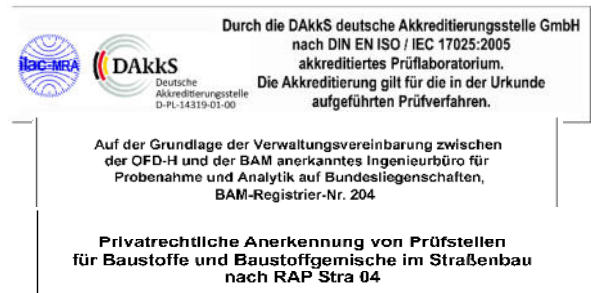 Durch die DAkkS deutsche Akkreditierungsstelle GmbH
nach DIN EN ISO / IEC 17025:2005
akkreditiertes Prüflaboratorium.
Die Akkreditierung gilt für die in der Urkunde
aufgeführten Prüfverfahren.
ilac-MRA
DAkkS
Deutsche
Akkreditierungsstelle
D-PL-14319-01-00
Auf der Grundlage der Verwaltungsvereinbarung zwischen
der OFD-H und der BAM anerkanntes Ingenieurbüro für
Probenahme und Analytik auf Bundesliegenschaften,
BAM-Registrier-Nr. 204
Privatrechtliche Anerkennung von Prüfstellen
für Baustoffe und Baustoffgemische im Straßenbau
nach RAP Stra 04